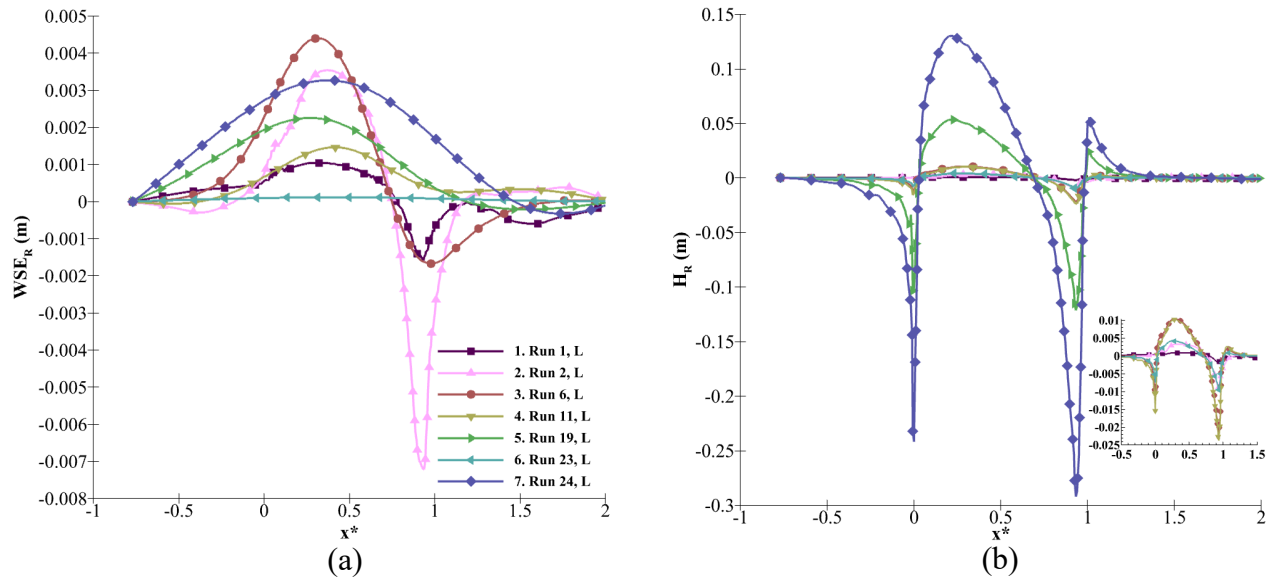 0.005
0.004
0.003
0.002
0.001
0
-0.001
-0.002
-0.003
-0.004
-0.005
-0.006
-0.007
-0.008
WSE_R (m)
-1 -0.5 0 0.5 1 1.5 2
x*
1. Run 1, L
2. Run 2, L
3. Run 6, L
4. Run 11, L
5. Run 19, L
6. Run 23, L
7. Run 24, L
(a)
0.15
0.1
0.05
0
-0.05
-0.1
-0.15
-0.2
-0.25
-0.3
H_R (m)
-1 -0.5 0 0.5 1 1.5 2
x*
0.01
0.005
0.000
-0.005
-0.010
-0.015
-0.020
-0.025
-0.5 0 0.5 1 1.5
(b)